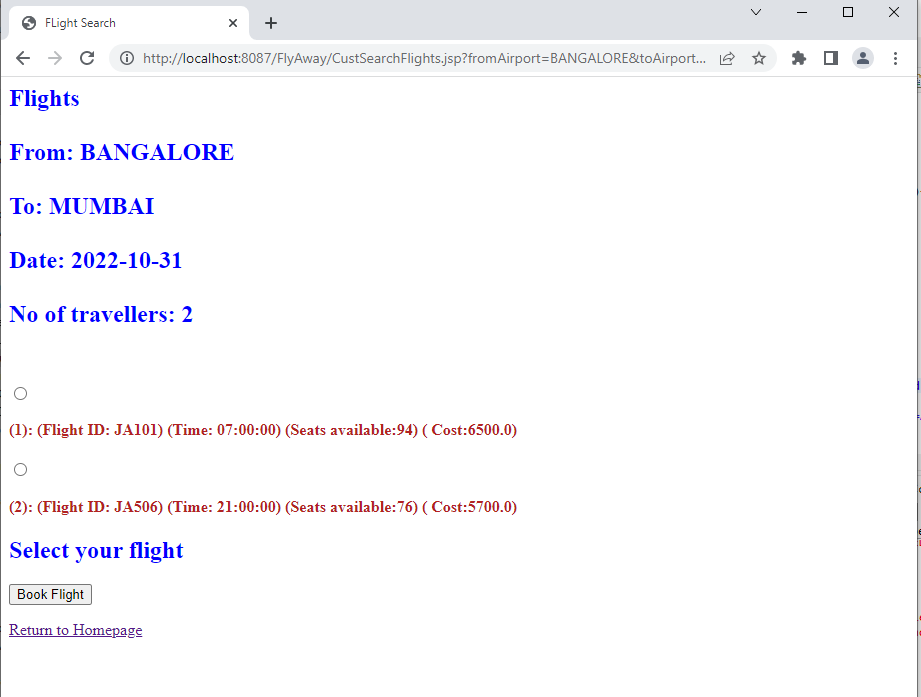 FLight Search
http://localhost:8087/FlyAway/CustSearchFlights.jsp?fromAirport=BANGALORE&toAirport...
Flights
From: BANGALORE
To: MUMBAI
Date: 2022-10-31
No of travellers: 2
(1): (Flight ID: JA101) (Time: 07:00:00) (Seats available:94) ( Cost:6500.0)
(2): (Flight ID: JA506) (Time: 21:00:00) (Seats available:76) ( Cost:5700.0)
Select your flight
Book Flight
Return to Homepage